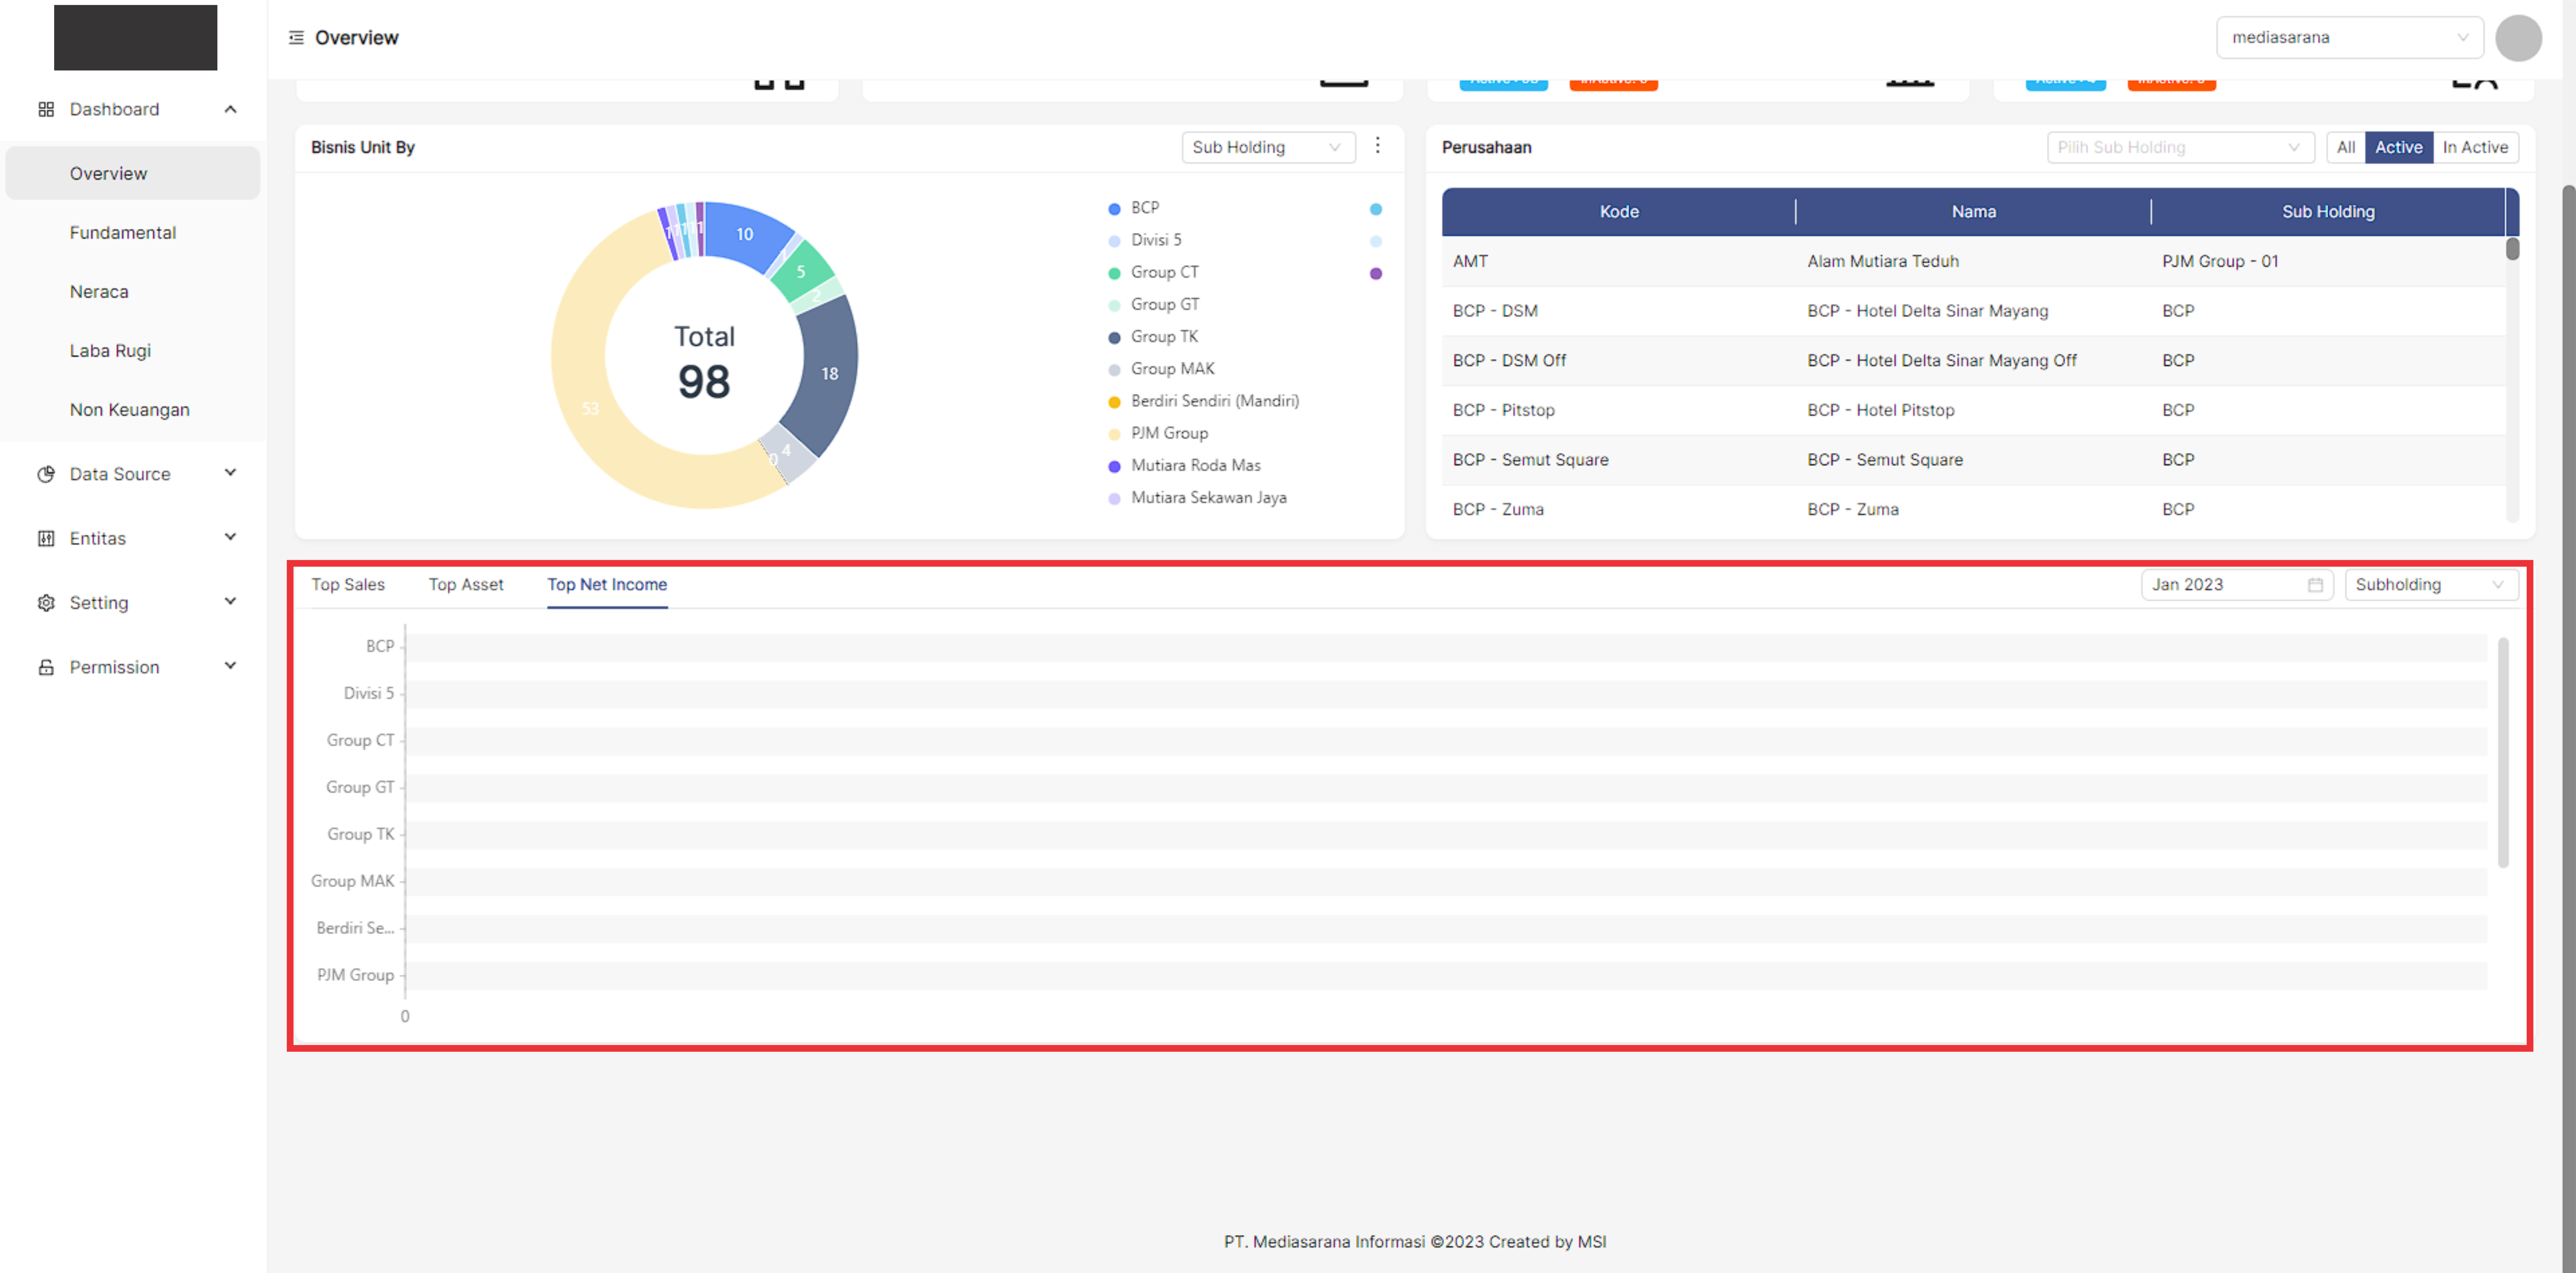 Overview
mediasarana
Dashboard
Overview
Fundamental
Neraca
Laba Rugi
Non Keuangan
Data Source
Entitas
Setting
Permission
Bisnis Unit By
Sub Holding
10
5
2
18
4
0
53
1
1
1
1
1
Total
98
BCP
Divisi 5
Group CT
Group GT
Group TK
Group MAK
Berdiri Sendiri (Mandiri)
PJM Group
Mutiara Roda Mas
Mutiara Sekawan Jaya
Perusahaan
Pilih Sub Holding
All Active In Active
Kode Nama Sub Holding
AMT Alam Mutiara Teduh PJM Group - 01
BCP - DSM BCP - Hotel Delta Sinar Mayang BCP
BCP - DSM Off BCP - Hotel Delta Sinar Mayang Off BCP
BCP - Pitstop BCP - Hotel Pitstop BCP
BCP - Semut Square BCP - Semut Square BCP
BCP - Zuma BCP - Zuma BCP
Top Sales Top Asset Top Net Income
Jan 2023 Subholding
BCP
Divisi 5
Group CT
Group GT
Group TK
Group MAK
Berdiri Se...
PJM Group
0
PT. Mediasarana Informasi ©2023 Created by MSI